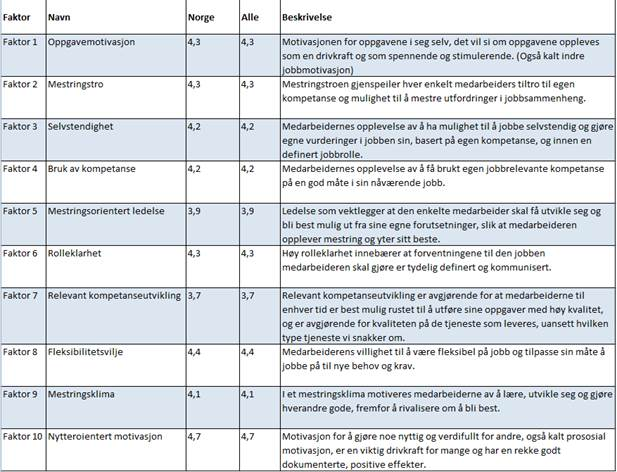 Faktor Navn Norge Alle Beskrivelse
Faktor 1 Oppgavemotivasjon 4,3 4,3 Motivasjonen for oppgavene i seg selv, det vil si om oppgavene oppleves
som en drivkraft og som spennende og stimulerende. (Også kalt indre
jobbmotivasjon)
Faktor 2 Mestringstro 4,3 4,3 Mestringstroen gjenspeiler hver enkelt medarbeiders tiltro til egen
kompetanse og mulighet til å mestre utfordringer i jobbsammenheng.
Faktor 3 Selvstendighet 4,2 4,2 Medarbeidernes opplevelse av å ha mulighet til å jobbe selvstendig og gjøre
egne vurderinger i jobben sin, basert på egen kompetanse, og innen en
definert jobbrolle.
Faktor 4 Bruk av kompetanse 4,2 4,2 Medarbeidernes opplevelse av å få brukt egen jobbrelevante kompetanse
på en god måte i sin nåværende jobb.
Faktor 5 Mestringsorientert ledelse 3,9 3,9 Ledelse som vektlegger at den enkelte medarbeider skal få utvikle seg og
bli best mulig ut fra sine egne forutsetninger, slik at medarbeideren
opplever mestring og yter sitt beste.
Faktor 6 Rolleklarhet 4,3 4,3 Høy rolleklarhet innebærer at forventningene til den jobben
medarbeideren skal gjøre er tydelig definert og kommunisert.
Faktor 7 Relevant kompetanseutvikling 3,7 3,7 Relevant kompetanseutvikling er avgjørende for at medarbeiderne til
enhver tid er best mulig rustet til å utføre sine oppgaver med høy kvalitet,
og er avgjørende for kvaliteten på de tjeneste som leveres, uansett hvilken
type tjeneste vi snakker om.
Faktor 8 Fleksibilitetsvilje 4,4 4,4 Medarbeiderens villighet til å være fleksibel på jobb og tilpasse sin måte å
jobbe på til nye behov og krav.
Faktor 9 Mestringsklima 4,1 4,1 I et mestringsklima motiveres medarbeiderne av å lære, utvikle seg og gjøre
hverandre gode, fremfor å rivalisere om å bli best.
Faktor 10 Nytteroientert motivasjon 4,7 4,7 Motivasjon for å gjøre noe nyttig og verdifullt for andre, også kalt prososial
motivasjon, er en viktig drivkraft for mange og har en rekke godt
dokumenterte, positive effekter.